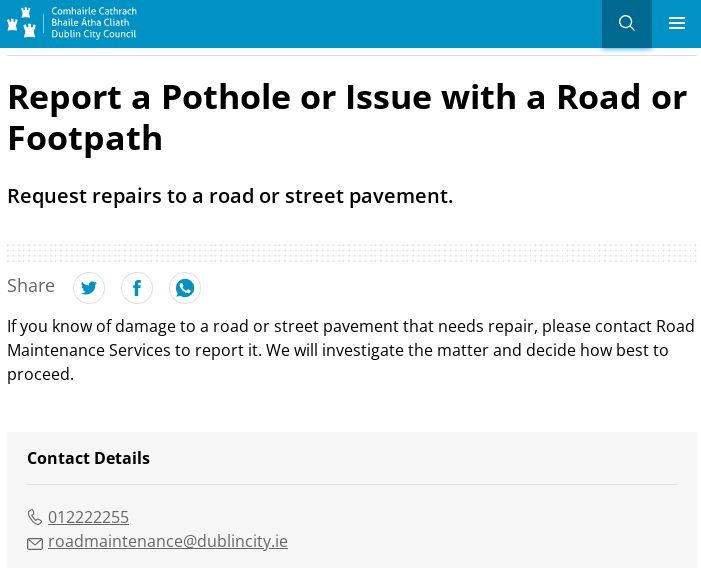 Comhairle Cathrach
Bhaile Átha Cliath
Dublin City Council
Report a Pothole or Issue with a Road or
Footpath
Request repairs to a road or street pavement.
Share
If you know of damage to a road or street pavement that needs repair, please contact Road
Maintenance Services to report it. We will investigate the matter and decide how best to
proceed.
Contact Details
012222255
roadmaintenance@dublincity.ie